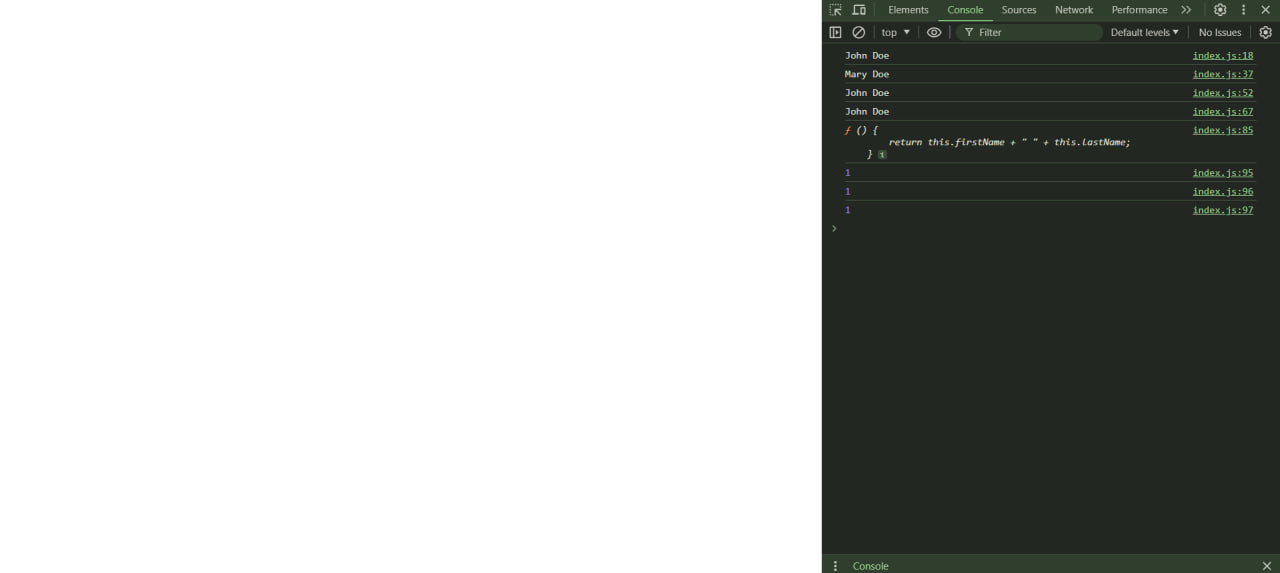 Elements Console Sources Network Performance
top Filter Default levels No Issues
John Doe index.js:18
Mary Doe index.js:37
John Doe index.js:52
John Doe index.js:67
ƒ () { index.js:85
return this.firstName + " " + this.lastName;
} i
1 index.js:95
1 index.js:96
1 index.js:97
Console